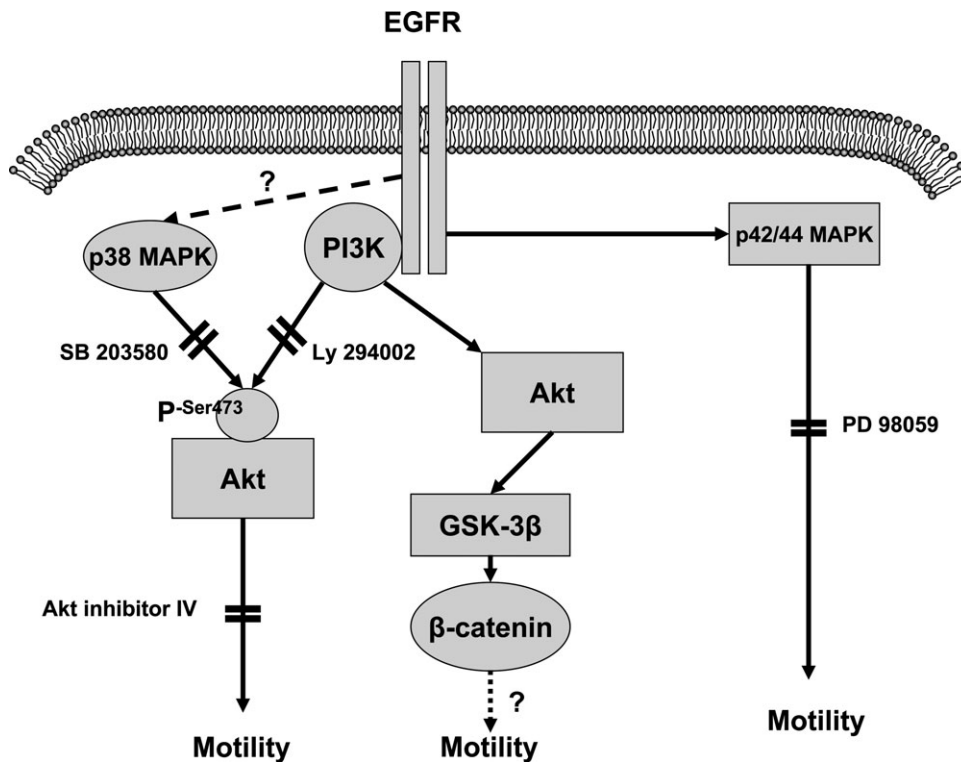 EGFR
?
p38 MAPK
PI3K
p42/44 MAPK
SB 203580
Ly 294002
P-Ser473
Akt
Akt
PD 98059
GSK-3β
Akt inhibitor IV
β-catenin
?
Motility
Motility
Motility